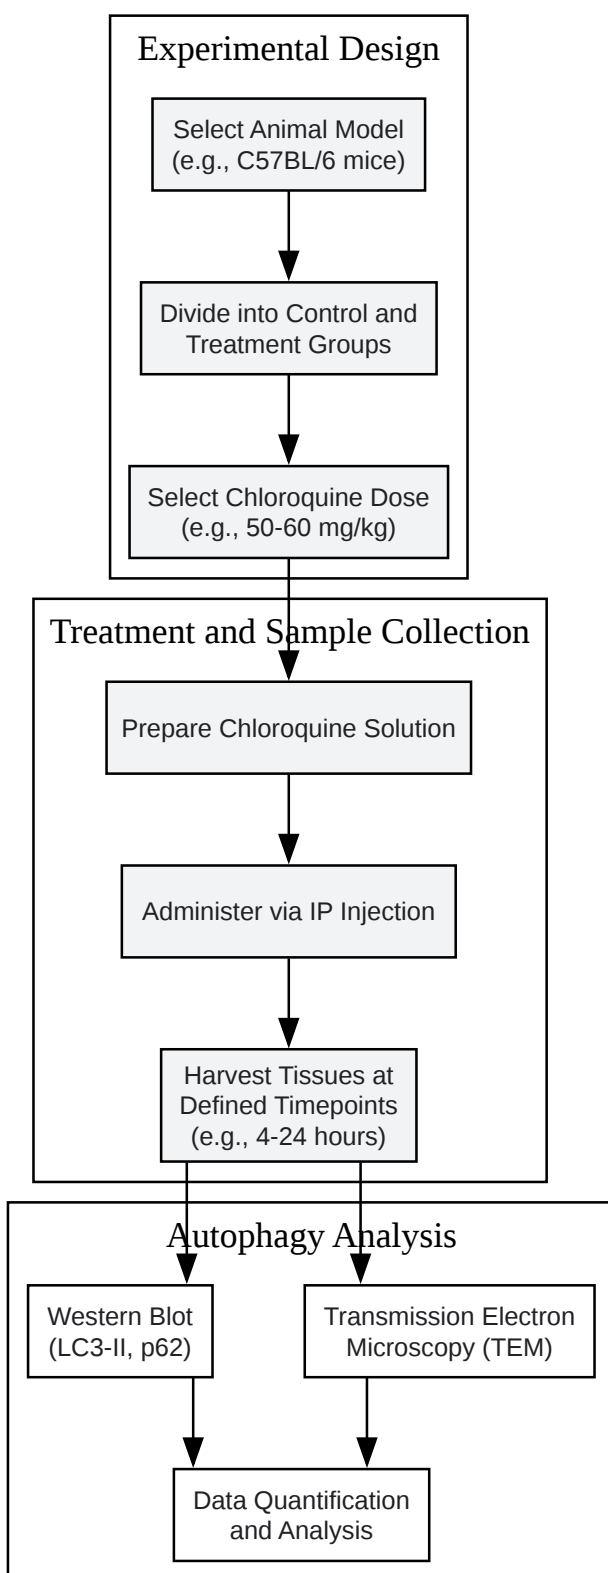 Experimental Design
Select Animal Model
(e.g., C57BL/6 mice)
Divide into Control and
Treatment Groups
Select Chloroquine Dose
(e.g., 50-60 mg/kg)
Treatment and Sample Collection
Prepare Chloroquine Solution
Administer via IP Injection
Harvest Tissues at
Defined Timepoints
(e.g., 4-24 hours)
Autophagy Analysis
Western Blot
(LC3-II, p62)
Transmission Electron
Microscopy (TEM)
Data Quantification
and Analysis